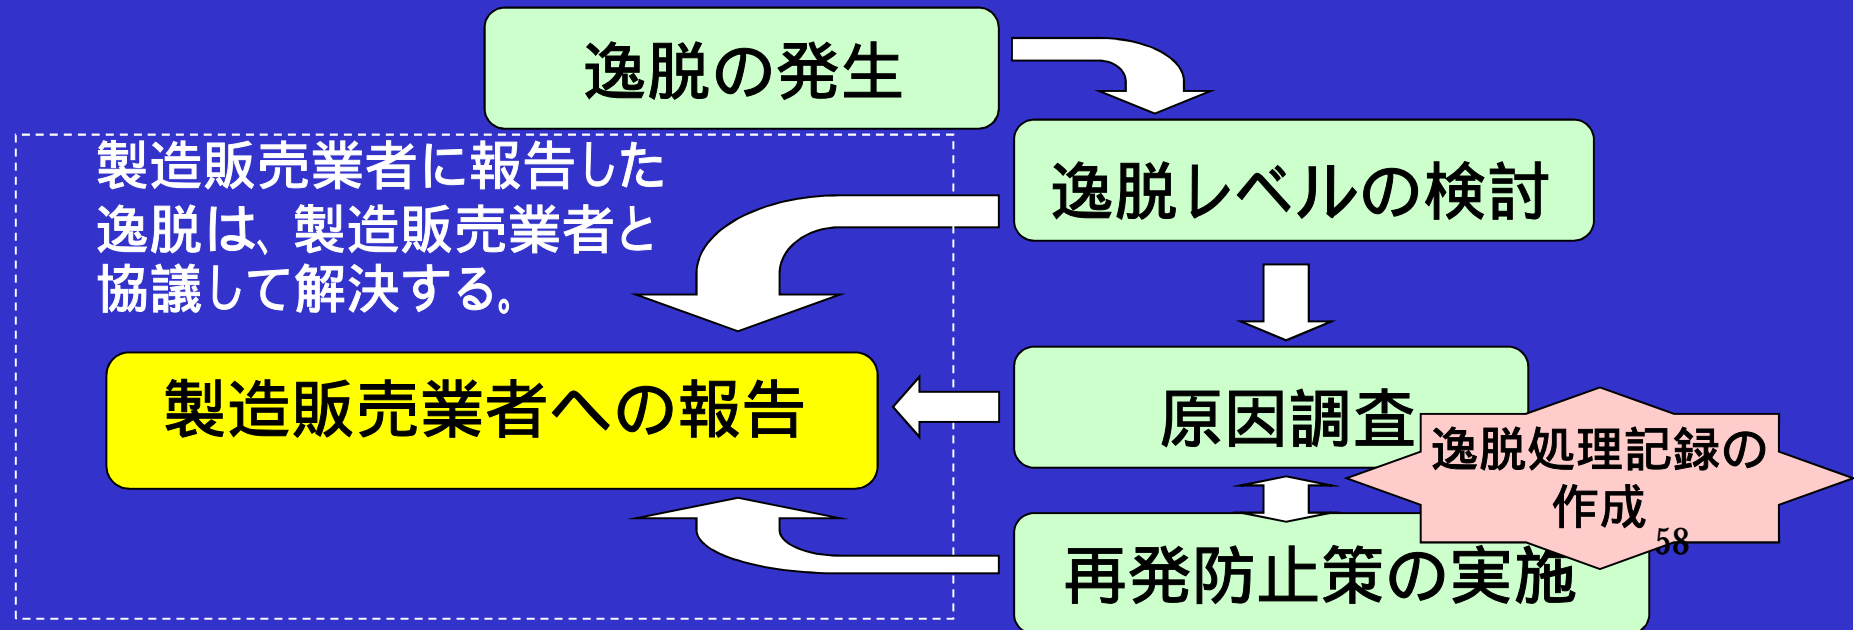 逸脱の発生
製造販売業者に報告した
逸脱は、製造販売業者と
協議して解決する。
逸脱レベルの検討
製造販売業者への報告
原因調査
逸脱処理記録の
作成
58
再発防止策の実施